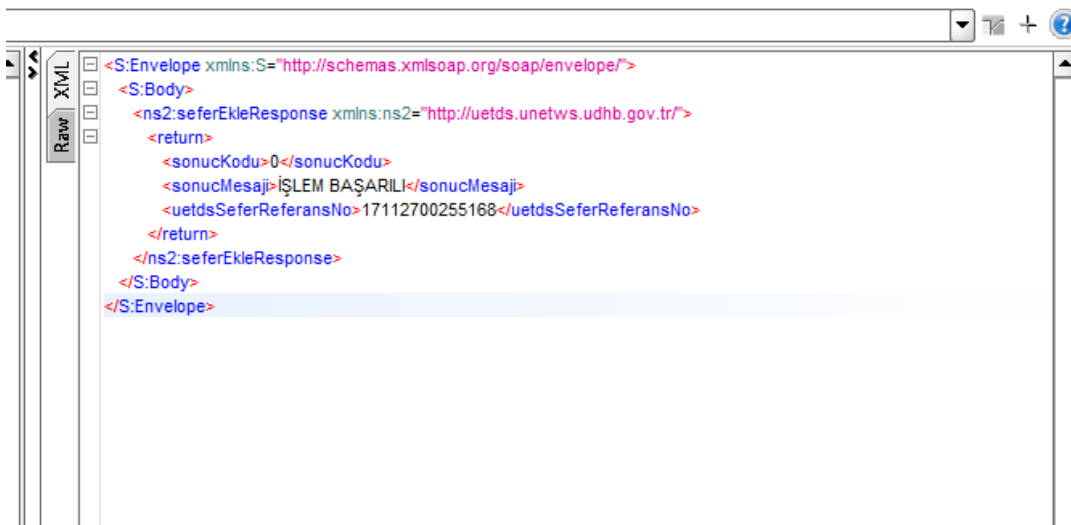 XML
Raw
<S:Envelope xmlns:S="http://schemas.xmlsoap.org/soap/envelope/">
<S:Body>
<ns2:seferEkleResponse xmlns:ns2="http://uetds.unetws.udhb.gov.tr/">
<return>
<sonucKodu>0</sonucKodu>
<sonucMesaji>İŞLEM BAŞARILI</sonucMesaji>
<uetdsSeferReferansNo>17112700255168</uetdsSeferReferansNo>
</return>
</ns2:seferEkleResponse>
</S:Body>
</S:Envelope>